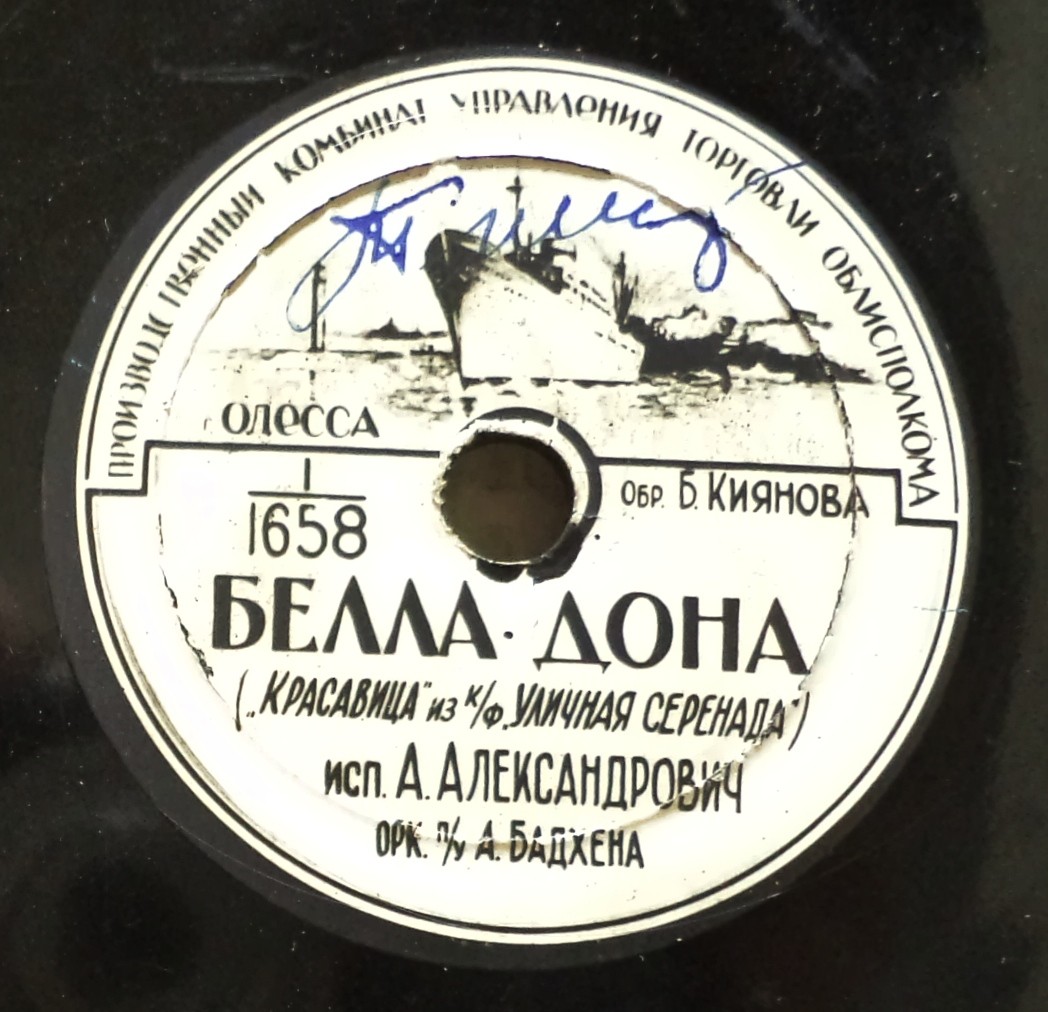 ПРОИЗВОДСТВЕННЫЙ КОМБИНАТ УПРАВЛЕНИЯ ТОРГОВЛИ ОБЛИСПОЛКОМА
г. ОДЕССА
1
1658
ОБР. Б. КИЯНОВА
БЕЛЛА ДОНА
(„КРАСАВИЦА" ИЗ К/Ф. УЛИЧНАЯ СЕРЕНАДА")
ИСП. А. АЛЕКСАНДРОВИЧ
ОРК. П/У А. БАДХЕНА